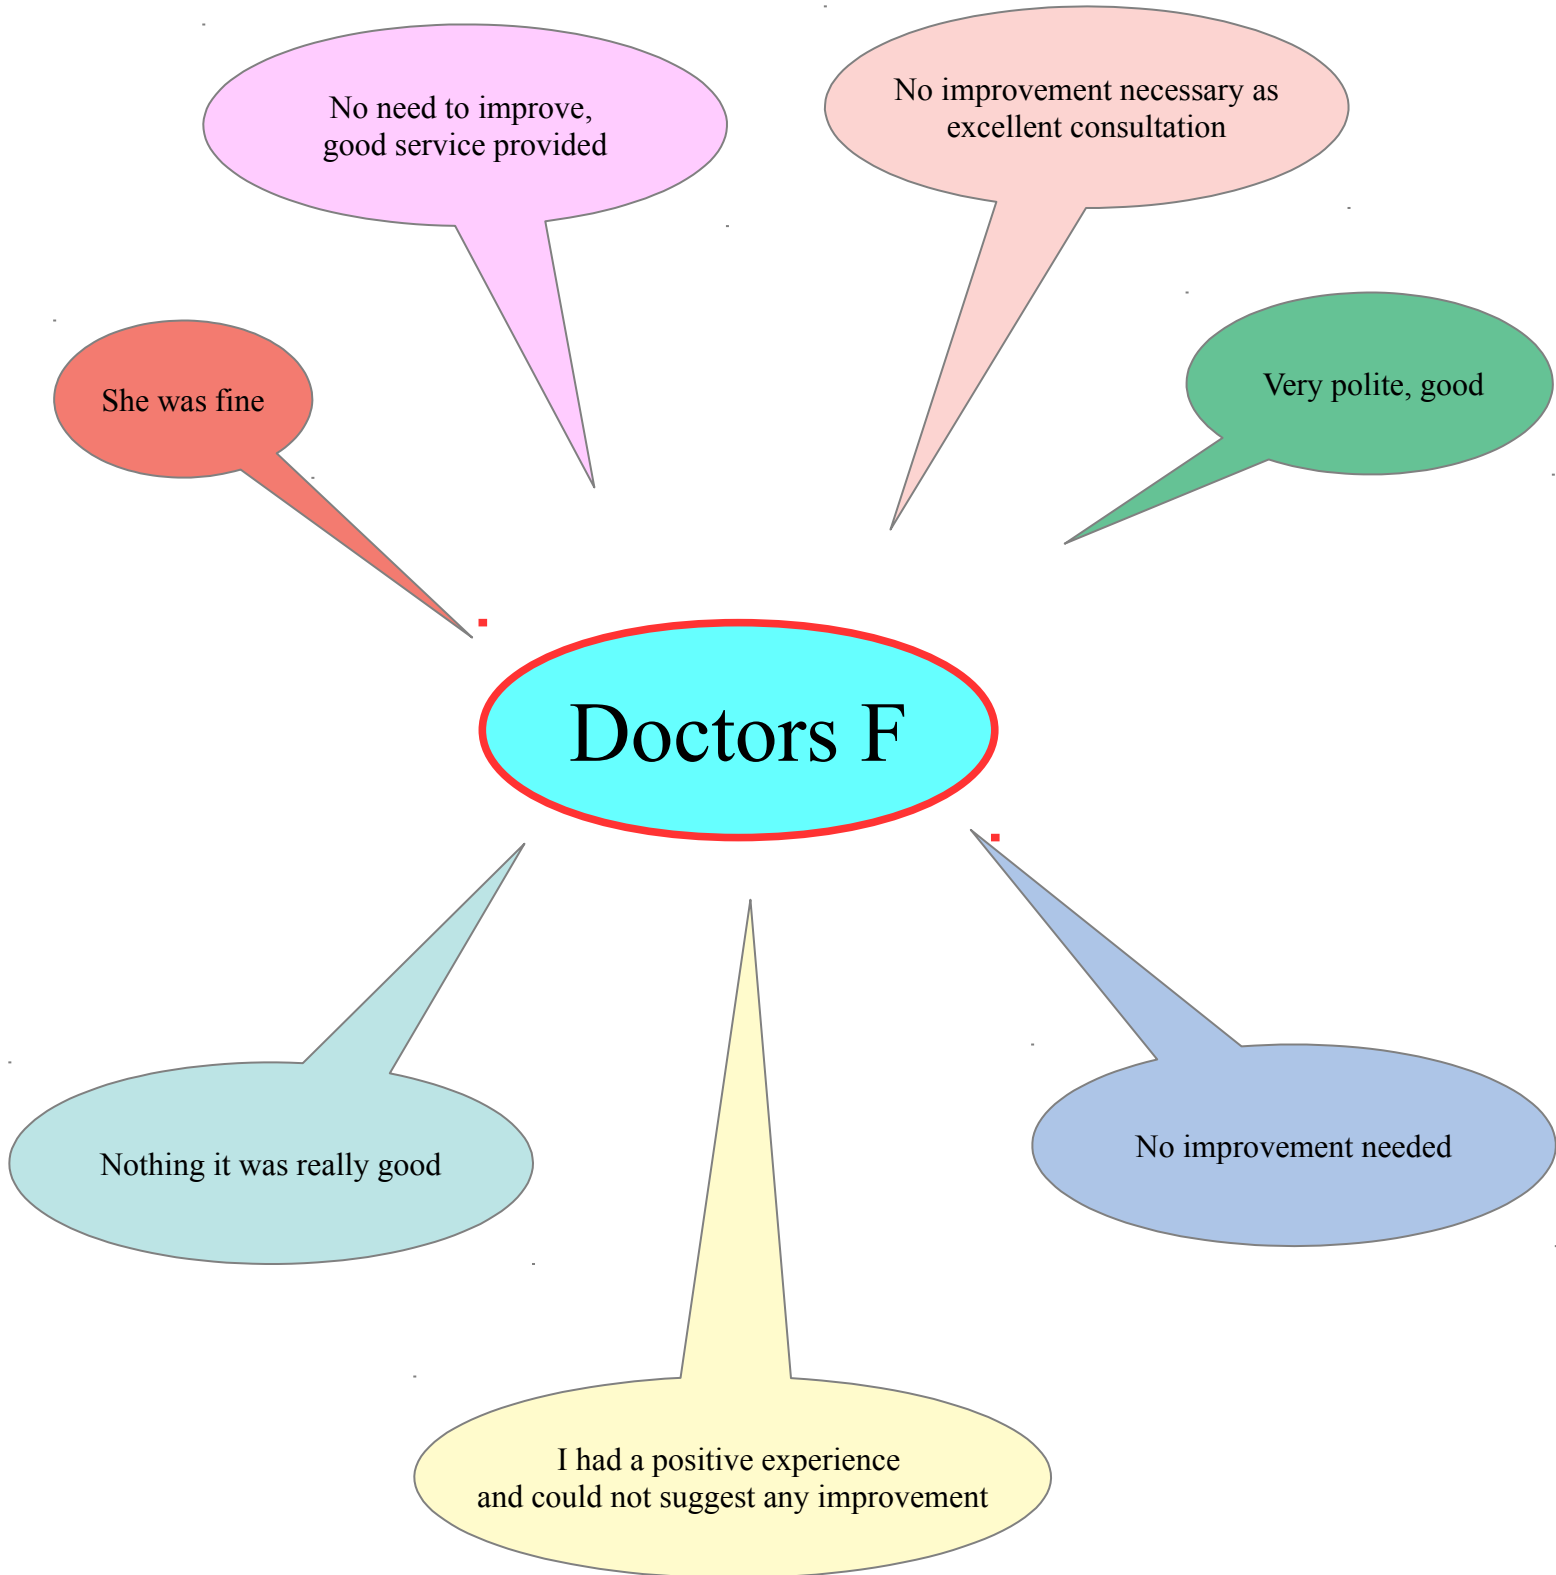 No need to improve,
good service provided
No improvement necessary as
excellent consultation
She was fine
Very polite, good
Doctors F
Nothing it was really good
No improvement needed
I had a positive experience
and could not suggest any improvement